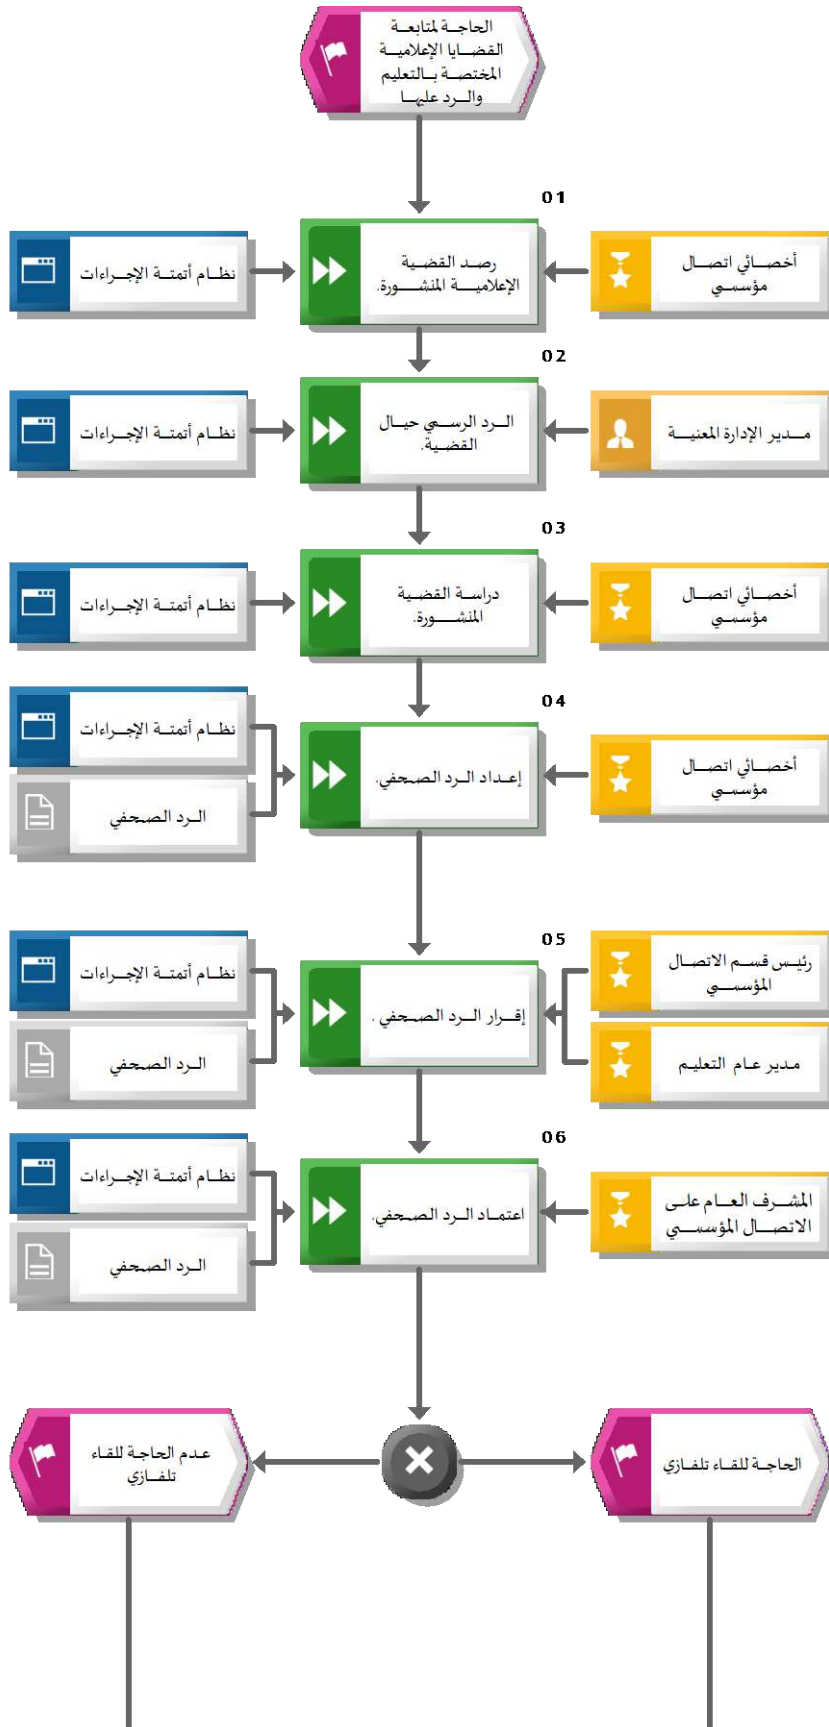 الحاجة لمتابعة
القضايا الإعلامية
المختصة بالتعليم
والرد عليها
01
أخصائي اتصال
مؤسسي
رصد القضية
الإعلامية المنشورة.
نظام أتمتة الإجراءات
02
مدير الإدارة المعنية
الرد الرسمي حيال
القضية.
نظام أتمتة الإجراءات
03
أخصائي اتصال
مؤسسي
دراسة القضية
المنشورة.
نظام أتمتة الإجراءات
04
أخصائي اتصال
مؤسسي
إعداد الرد الصحفي.
نظام أتمتة الإجراءات
الرد الصحفي
05
رئيس قسم الاتصال
المؤسسي
مدير عام التعليم
إقرار الرد الصحفي .
نظام أتمتة الإجراءات
الرد الصحفي
06
المشرف العام على
الاتصال المؤسسي
اعتماد الرد الصحفي.
نظام أتمتة الإجراءات
الرد الصحفي
الحاجة للقاء تلفازي
عدم الحاجة للقاء
تلفازي